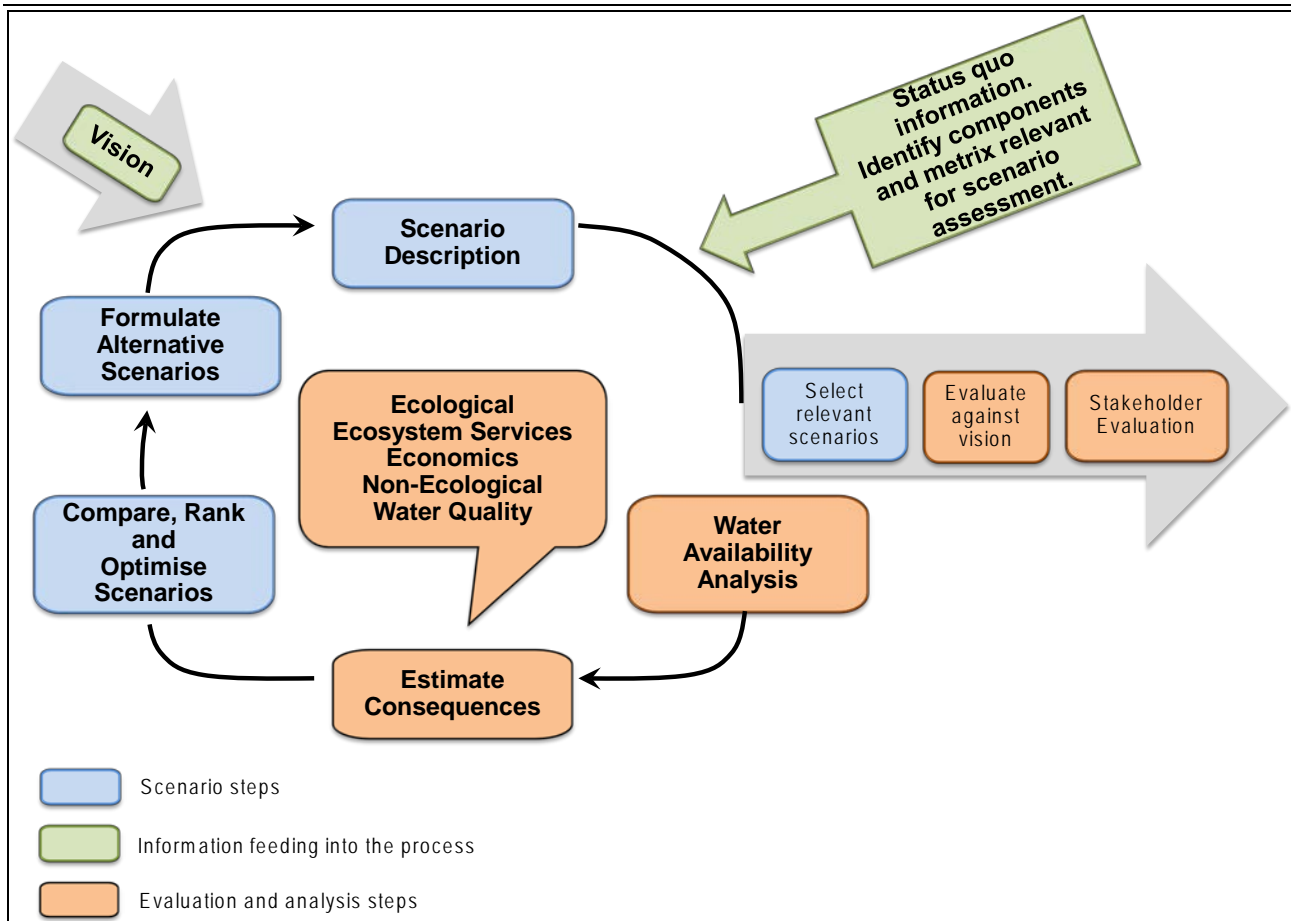 Vision
Status quo
information.
Identify components
and metrix relevant
for scenario
assessment.
Scenario
Description
Formulate
Alternative
Scenarios
Ecological
Ecosystem Services
Economics
Non-Ecological
Water Quality
Select
relevant
scenarios
Evaluate
against
vision
Stakeholder
Evaluation
Compare, Rank
and
Optimise
Scenarios
Water
Availability
Analysis
Estimate
Consequences
Scenario steps
Information feeding into the process
Evaluation and analysis steps